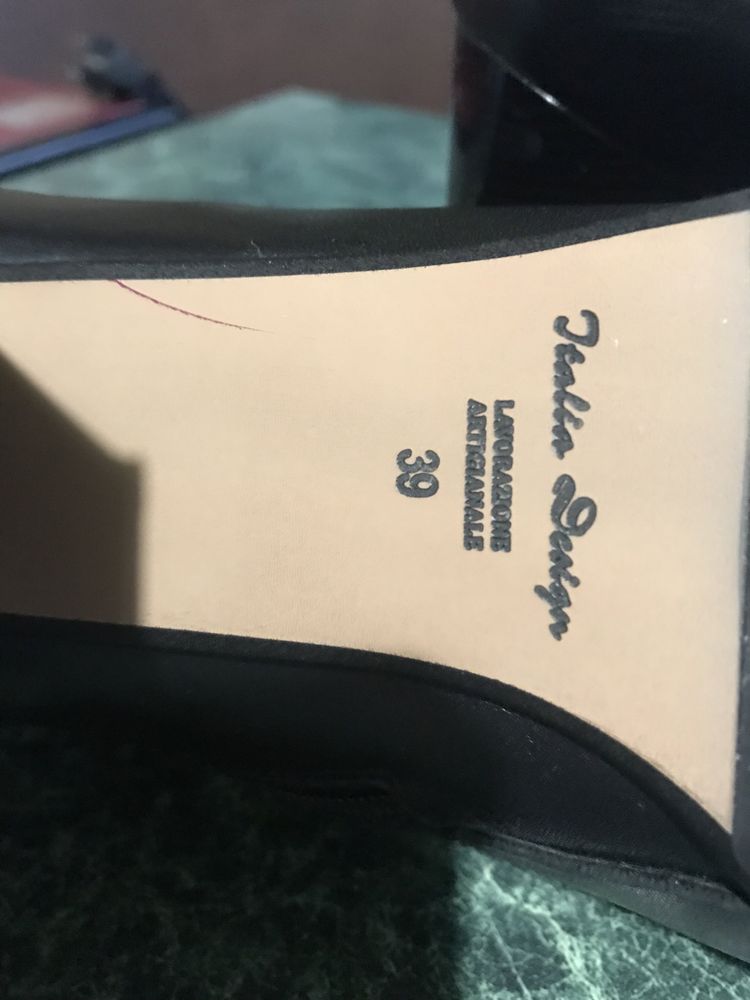 Italia Design
LAVORAZIONE
ARTIGIANALE
39